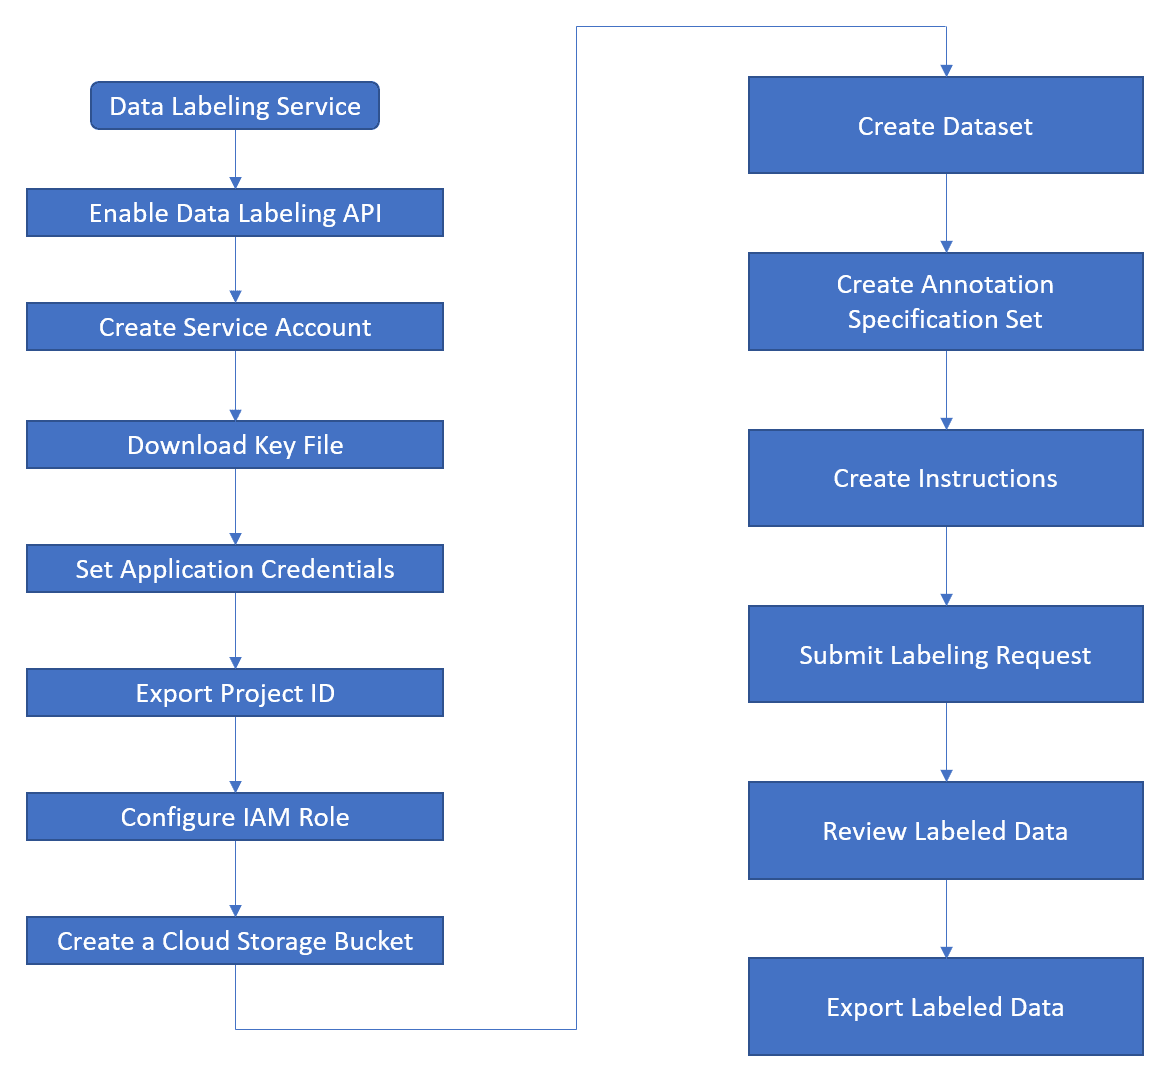 Data Labeling Service
Enable Data Labeling API
Create Service Account
Download Key File
Set Application Credentials
Export Project ID
Configure IAM Role
Create a Cloud Storage Bucket
Create Dataset
Create Annotation
Specification Set
Create Instructions
Submit Labeling Request
Review Labeled Data
Export Labeled Data